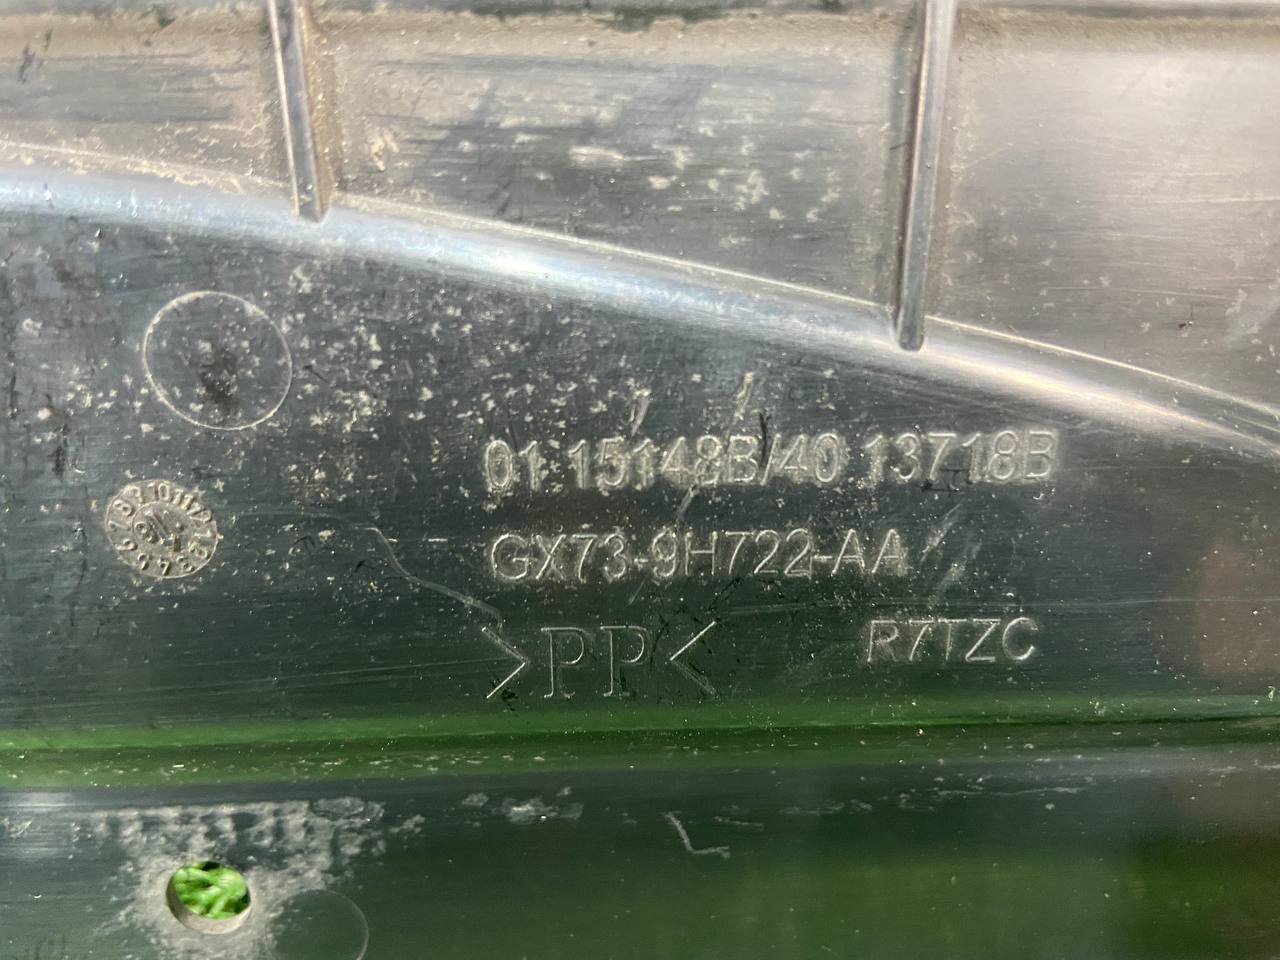 01.15148B/40.13718B
GX73-9H722-AA
>PP< R7TZC